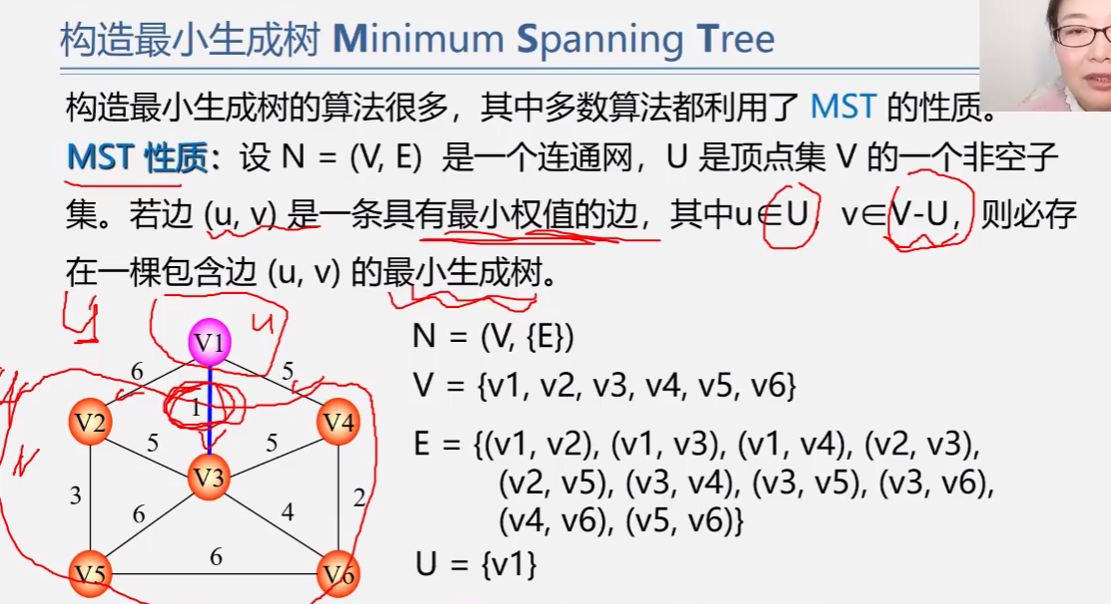 构造最小生成树 Minimum Spanning Tree
构造最小生成树的算法很多，其中多数算法都利用了 MST 的性质。
MST 性质：设 N = (V, E) 是一个连通网，U 是顶点集 V 的一个非空子
集。若边 (u, v) 是一条具有最小权值的边，其中u∈U，v∈V-U，则必存
在一棵包含边 (u, v) 的最小生成树。
N = (V, {E})
V = {v1, v2, v3, v4, v5, v6}
E = {(v1, v2), (v1, v3), (v1, v4), (v2, v3),
(v2, v5), (v3, v4), (v3, v5), (v3, v6),
(v4, v6), (v5, v6)}
U = {v1}
u
V1
6
5
1
V2
V4
5
5
V3
3
2
6
4
6
V5
V6